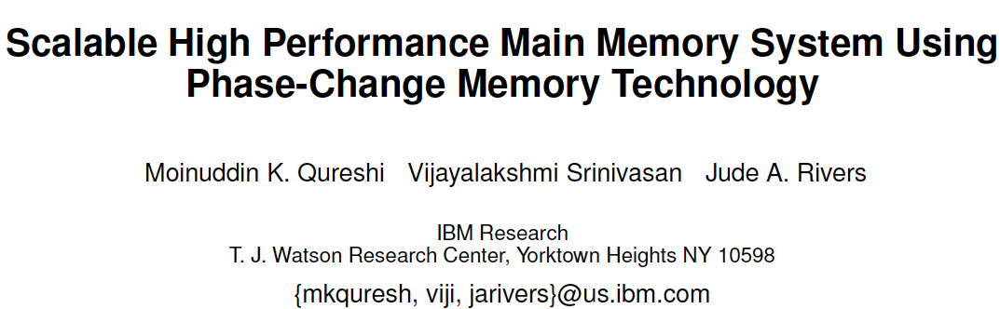 Scalable High Performance Main Memory System Using
Phase-Change Memory Technology
Moinuddin K. Qureshi Vijayalakshmi Srinivasan Jude A. Rivers
IBM Research
T. J. Watson Research Center, Yorktown Heights NY 10598
{mkquresh, viji, jarivers}@us.ibm.com